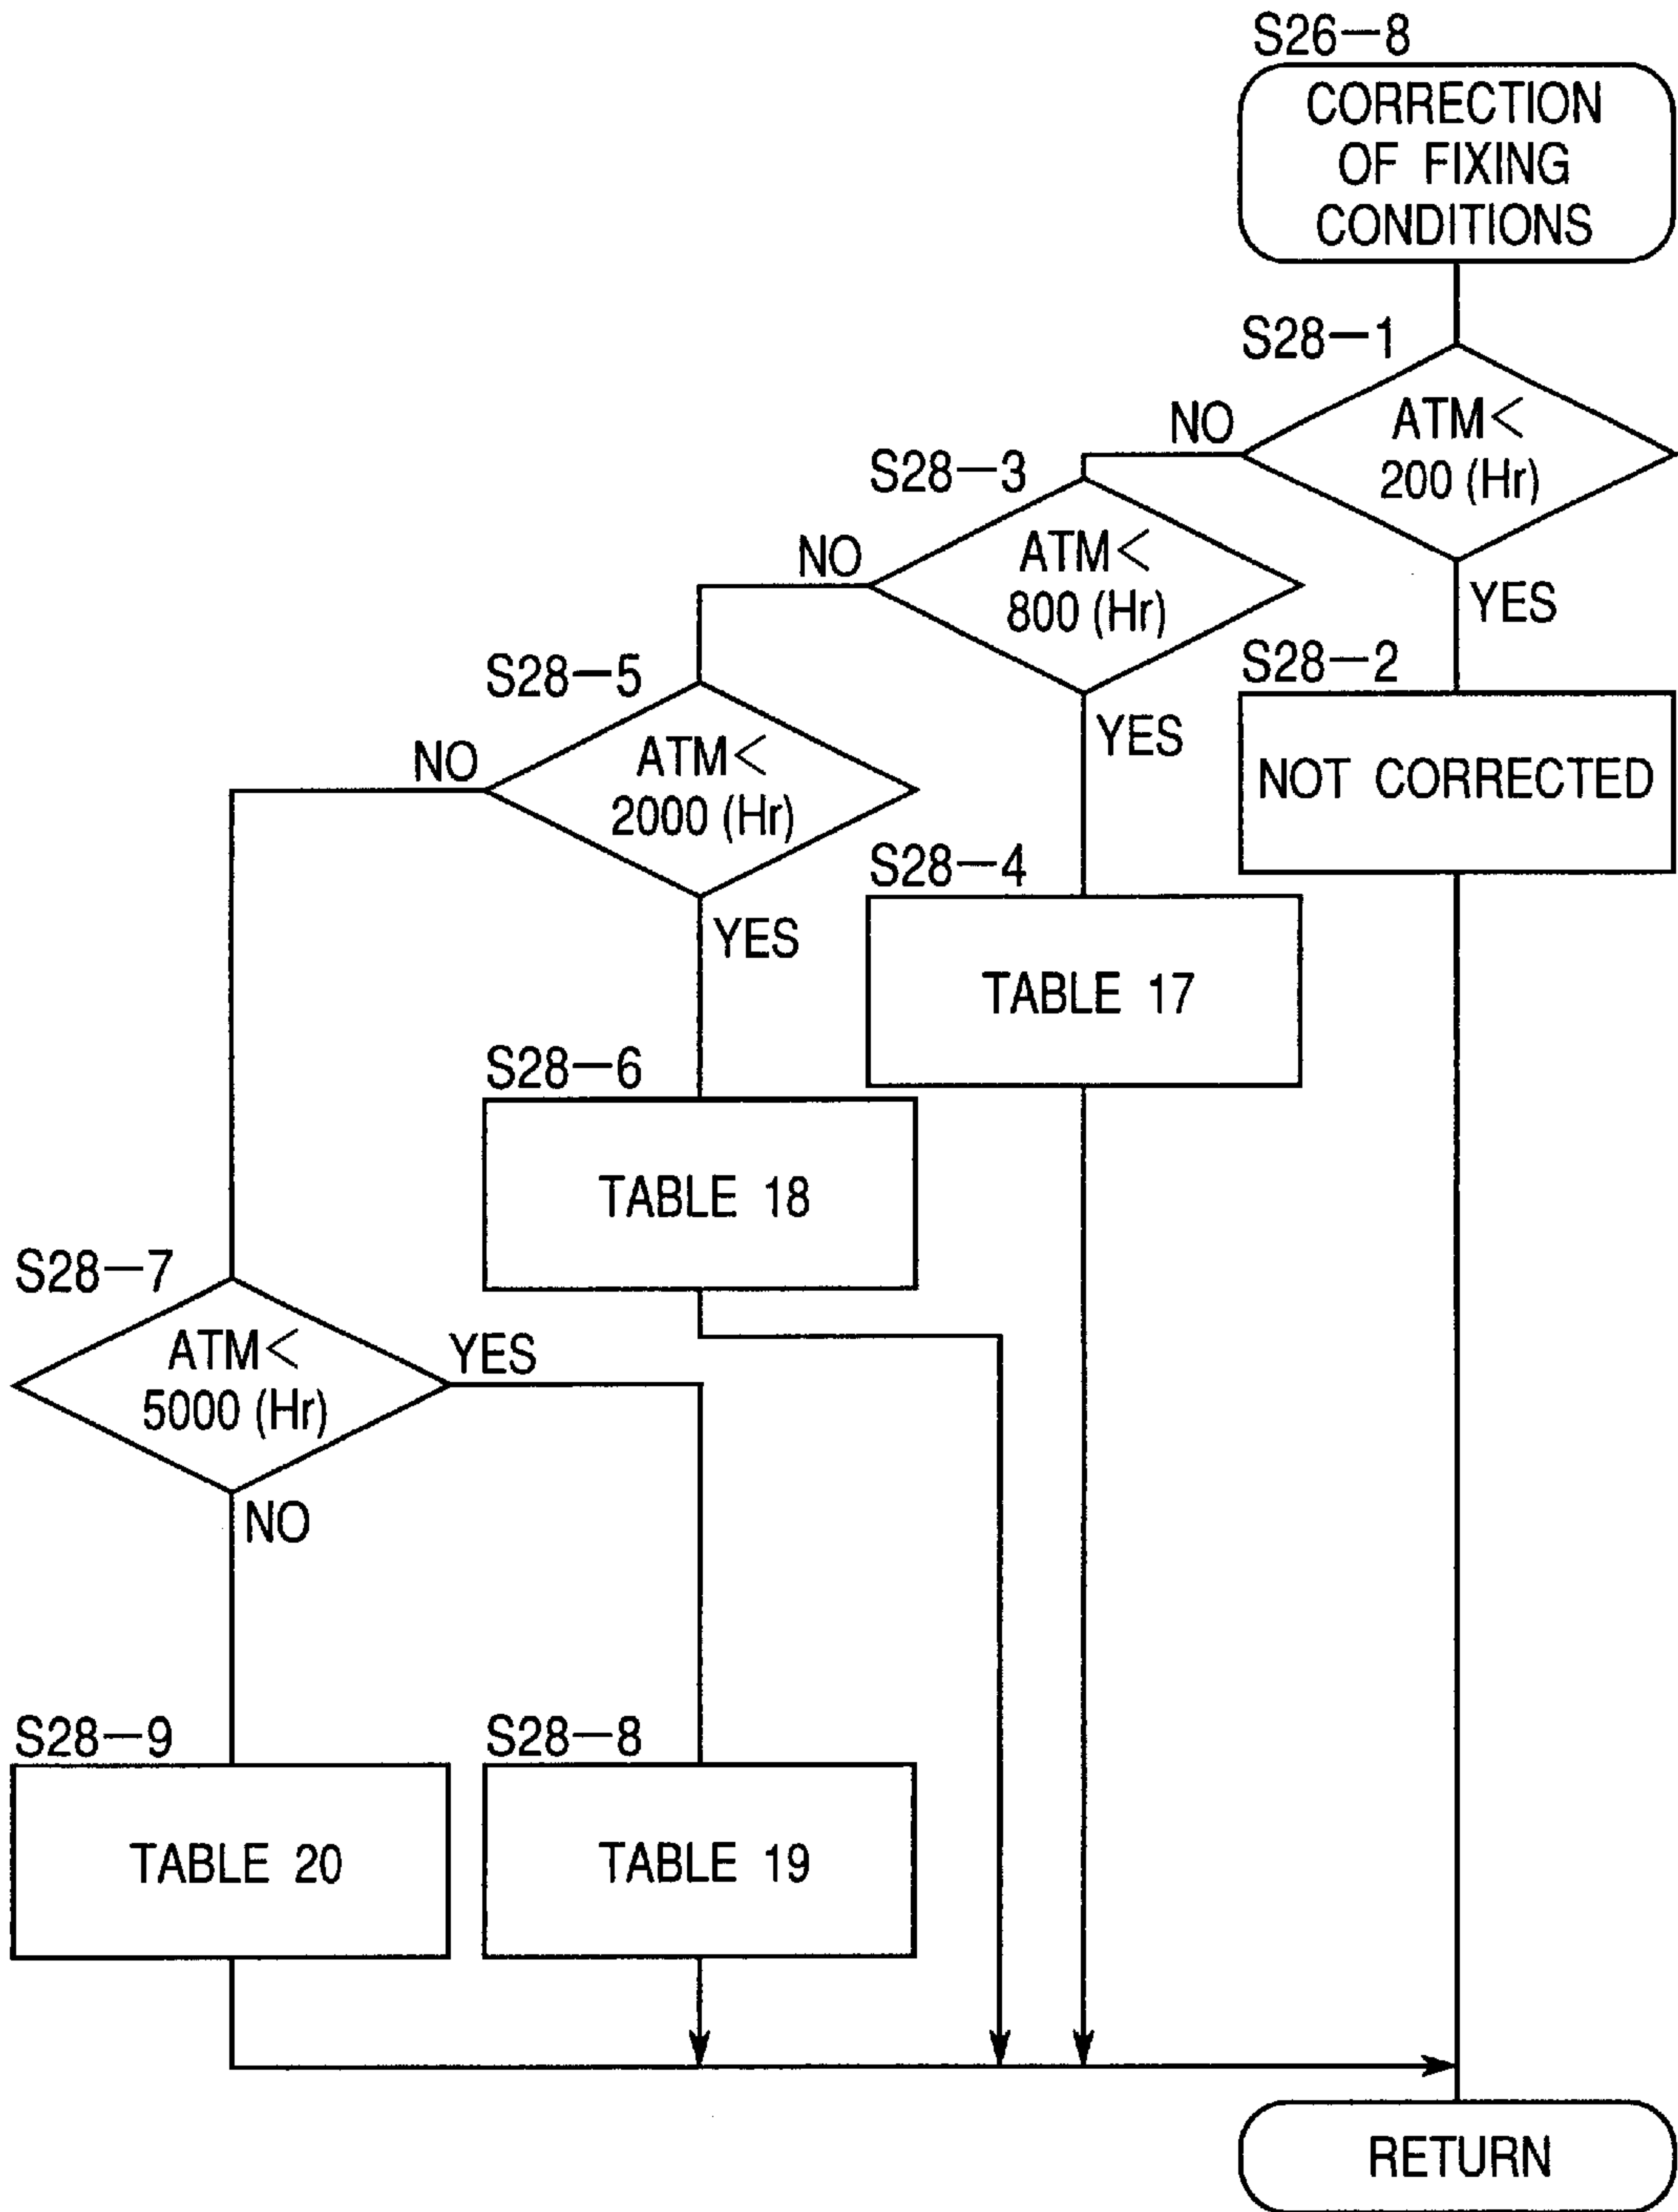 S26-8
CORRECTION
OF FIXING
CONDITIONS
S28-1
ATM<
200 (Hr)
NO
YES
S28-3
ATM<
800 (Hr)
NO
YES
S28-2
NOT CORRECTED
S28-5
ATM<
2000 (Hr)
NO
YES
S28-4
TABLE 17
S28-6
TABLE 18
S28-7
ATM<
5000 (Hr)
YES
NO
S28-9
TABLE 20
S28-8
TABLE 19
RETURN